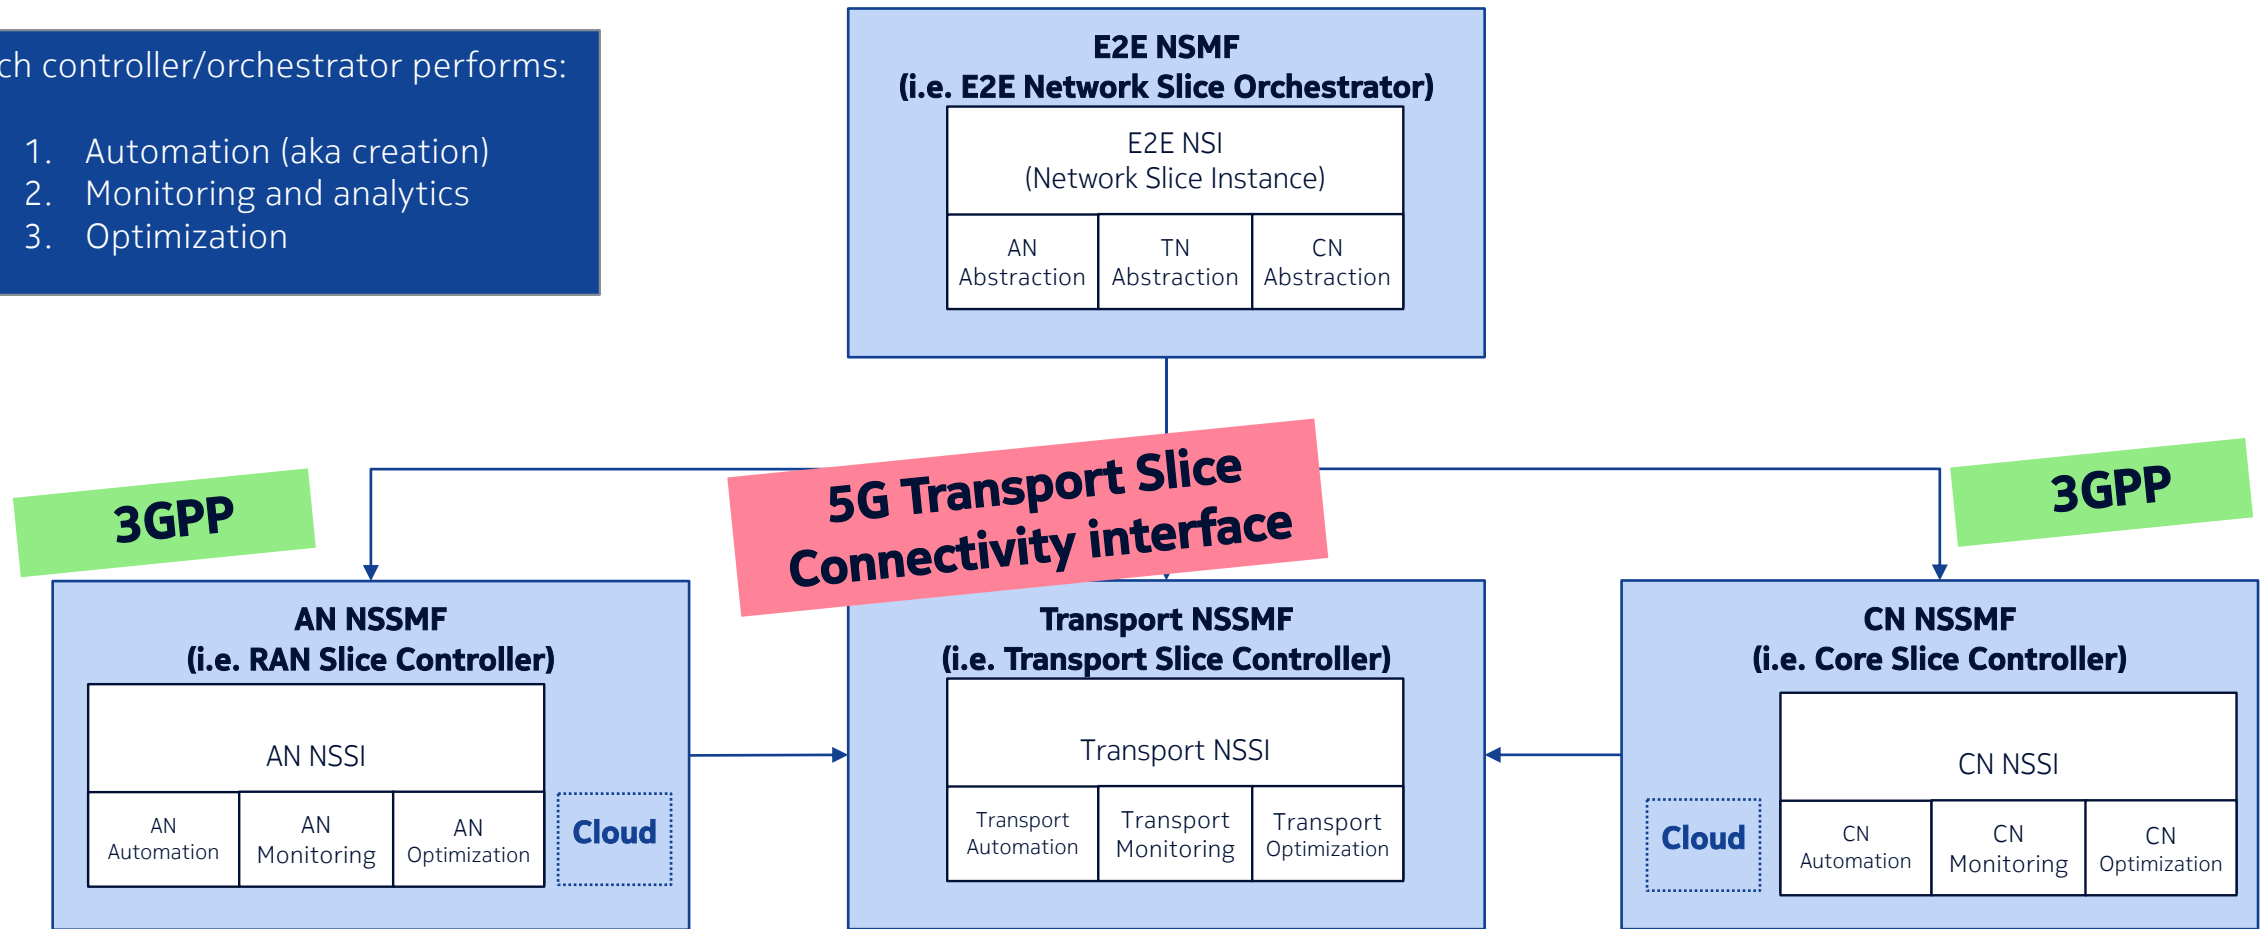 ch controller/orchestrator performs:
1. Automation (aka creation)
2. Monitoring and analytics
3. Optimization
E2E NSMF
(i.e. E2E Network Slice Orchestrator)
E2E NSI
(Network Slice Instance)
AN
Abstraction
TN
Abstraction
CN
Abstraction
3GPP
5G Transport Slice
Connectivity interface
3GPP
AN NSSMF
(i.e. RAN Slice Controller)
AN NSSI
AN
Automation
AN
Monitoring
AN
Optimization
Cloud
Transport NSSMF
(i.e. Transport Slice Controller)
Transport NSSI
Transport
Automation
Transport
Monitoring
Transport
Optimization
CN NSSMF
(i.e. Core Slice Controller)
CN NSSI
Cloud
CN
Automation
CN
Monitoring
CN
Optimization